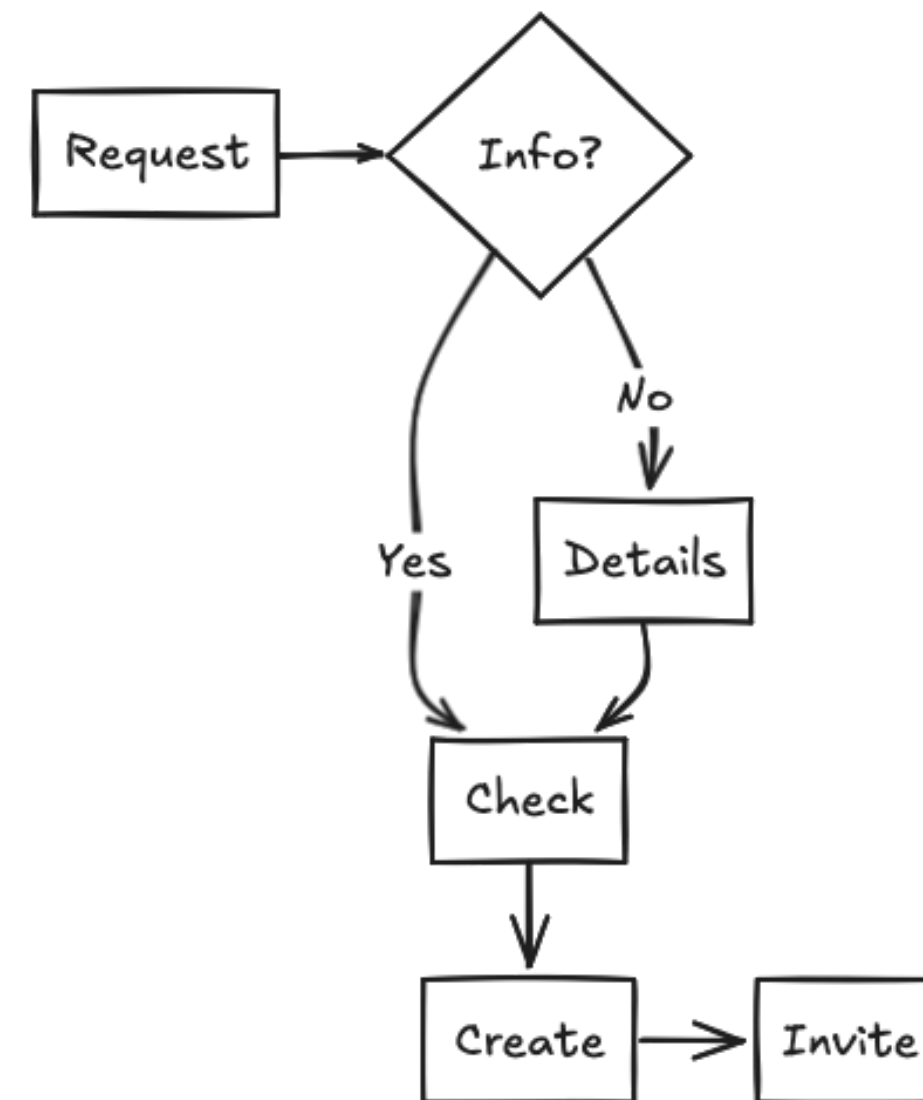 Request
Info?
No
Yes
Details
Check
Create
Invite